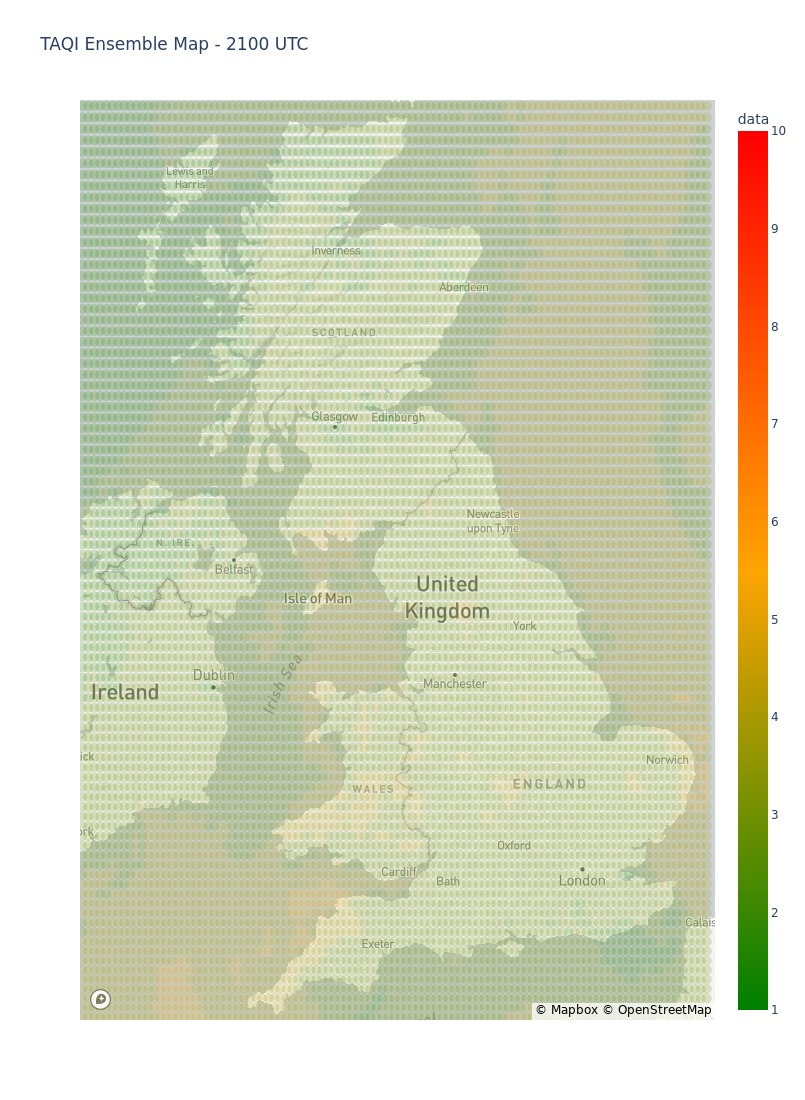 TAQI Ensemble Map - 2100 UTC
data
10
9
8
7
6
5
4
3
2
1
Lewis and
Harris
Inverness
Aberdeen
SCOTLAND
Glasgow
Edinburgh
Newcastle
upon Tyne
N. IRE.
Belfast
United
Kingdom
Isle of Man
York
Dublin
Manchester
Ireland
Irish Sea
ick
Norwich
WALES
ENGLAND
rk
Oxford
Cardiff
Bath
London
Calais
Exeter
© Mapbox © OpenStreetMap